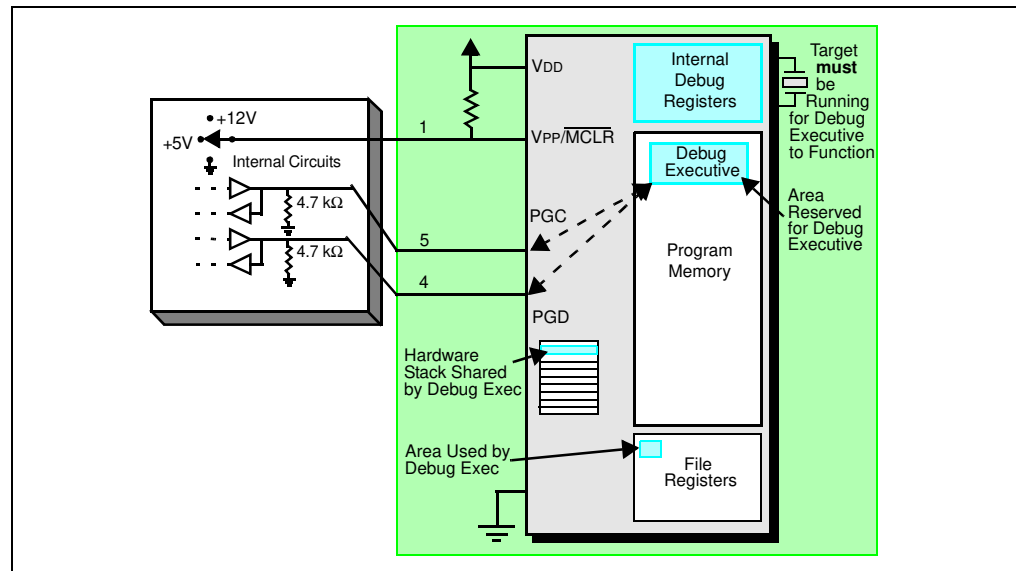 +12V
+5V
Internal Circuits
4.7 kΩ
4.7 kΩ
1
5
4
VDD
VPP/MCLR
PGC
PGD
Internal
Debug
Registers
Debug
Executive
Program
Memory
File
Registers
Hardware
Stack Shared
by Debug Exec
Area Used by
Debug Exec
Target
must
be
Running
for Debug
Executive
to Function
Area
Reserved
for Debug
Executive